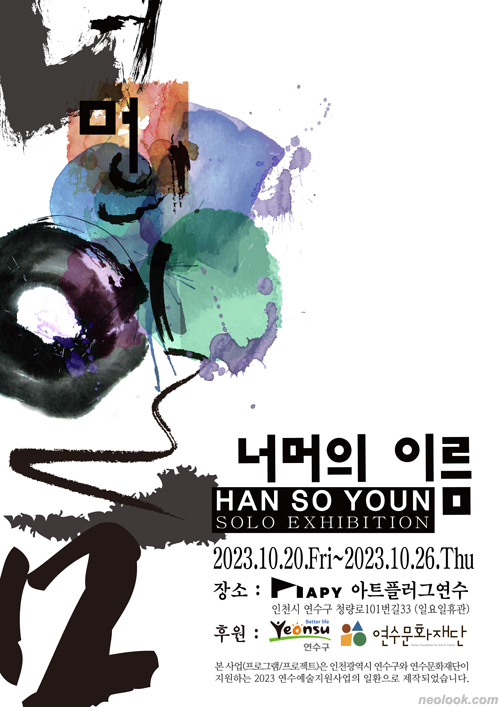 너
머
의 이름
너머의 이름
HAN SO YOUN
SOLO EXHIBITION
2023.10.20.Fri~2023.10.26.Thu
장소 : APY 아트플러그연수
인천시 연수구 청량로101번길33 (일요일휴관)
후원 : Better life Yeonsu 연수구 연수문화재단
본 사업(프로그램/프로젝트)은 인천광역시 연수구와 연수문화재단이
지원하는 2023 연수예술지원사업의 일환으로 제작되었습니다.
neolook.com